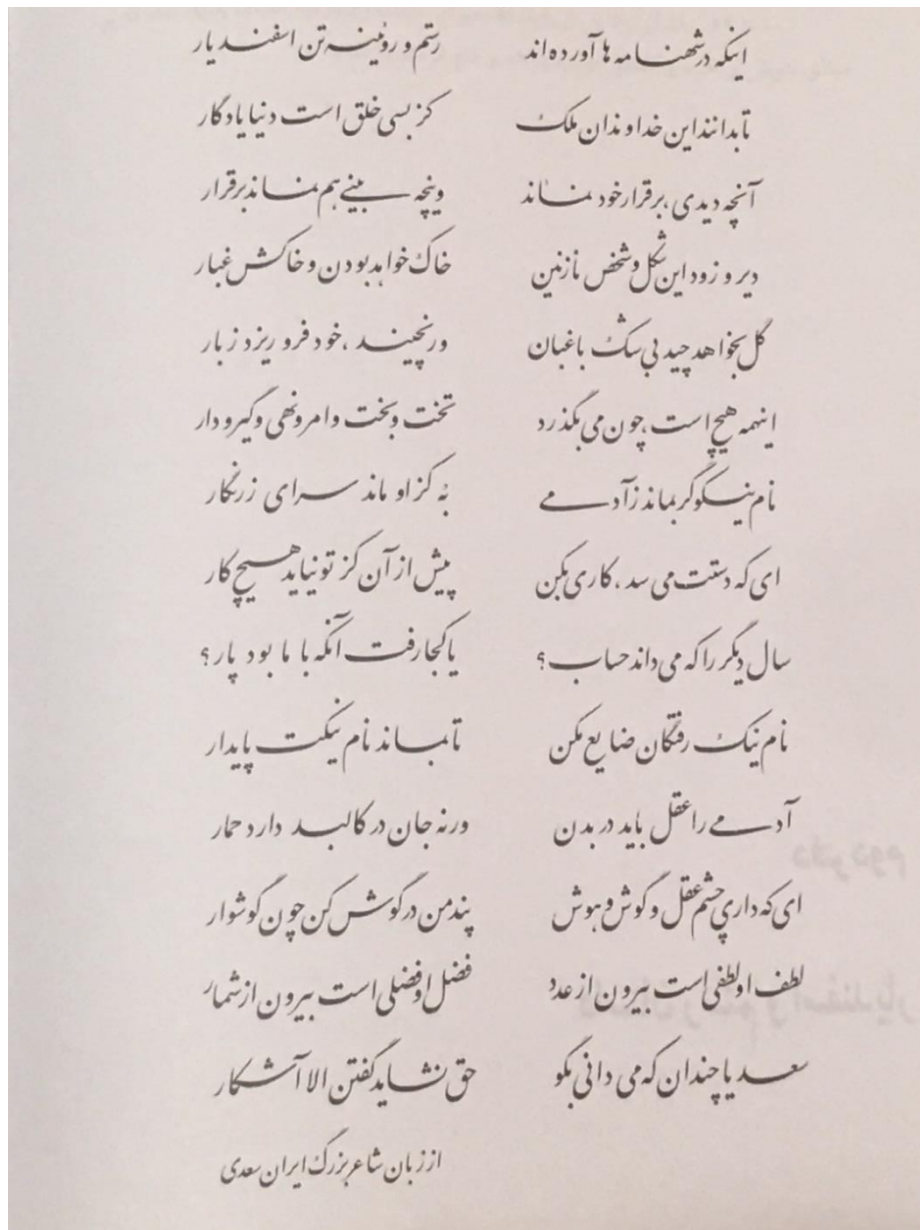 اینکه در شهنامه ها آورده اند رستم و روئینه تن اسفندیار
تا بدانند این خداوندان ملک کز بسی خلق است دنیا یادگار
آنچه دیدی، برقرار خود نماند وینچه بینی هم نماند برقرار
دیر و زود این شکل و شخص نازنین خاک خواهد بودن و خاکش غبار
گل بخواهد چید بی شک باغبان ور نچیند، خود فرو ریزد ز بار
اینهمه هیچ است، چون می بگذرد تخت و بخت و امر و نهی و گیر و دار
نام نیکو گر بماند ز آدمی به کز او ماند سرای زرنگار
ای که دستت می سد، کاری بکن پیش از آن کز تو نیاید هیچ کار
سال دیگر را که می داند حساب؟ یا کجا رفت آنکه با ما بود پار؟
نام نیک رفتگان ضایع مکن تا بماند نام نیکت پایدار
آدمی را عقل باید در بدن ورنه جان در کالبد دارد حمار
ای که داری چشم عقل و گوش و هوش پند من در گوش کن چون گوشوار
لطف او لطفی است بیرون از عدد فضل او فضلی است بیرون از شمار
سعدیا چندان که می دانی بگو حق نشاید گفتن الا آشکار
از زبان شاعر بزرگ ایران سعدی